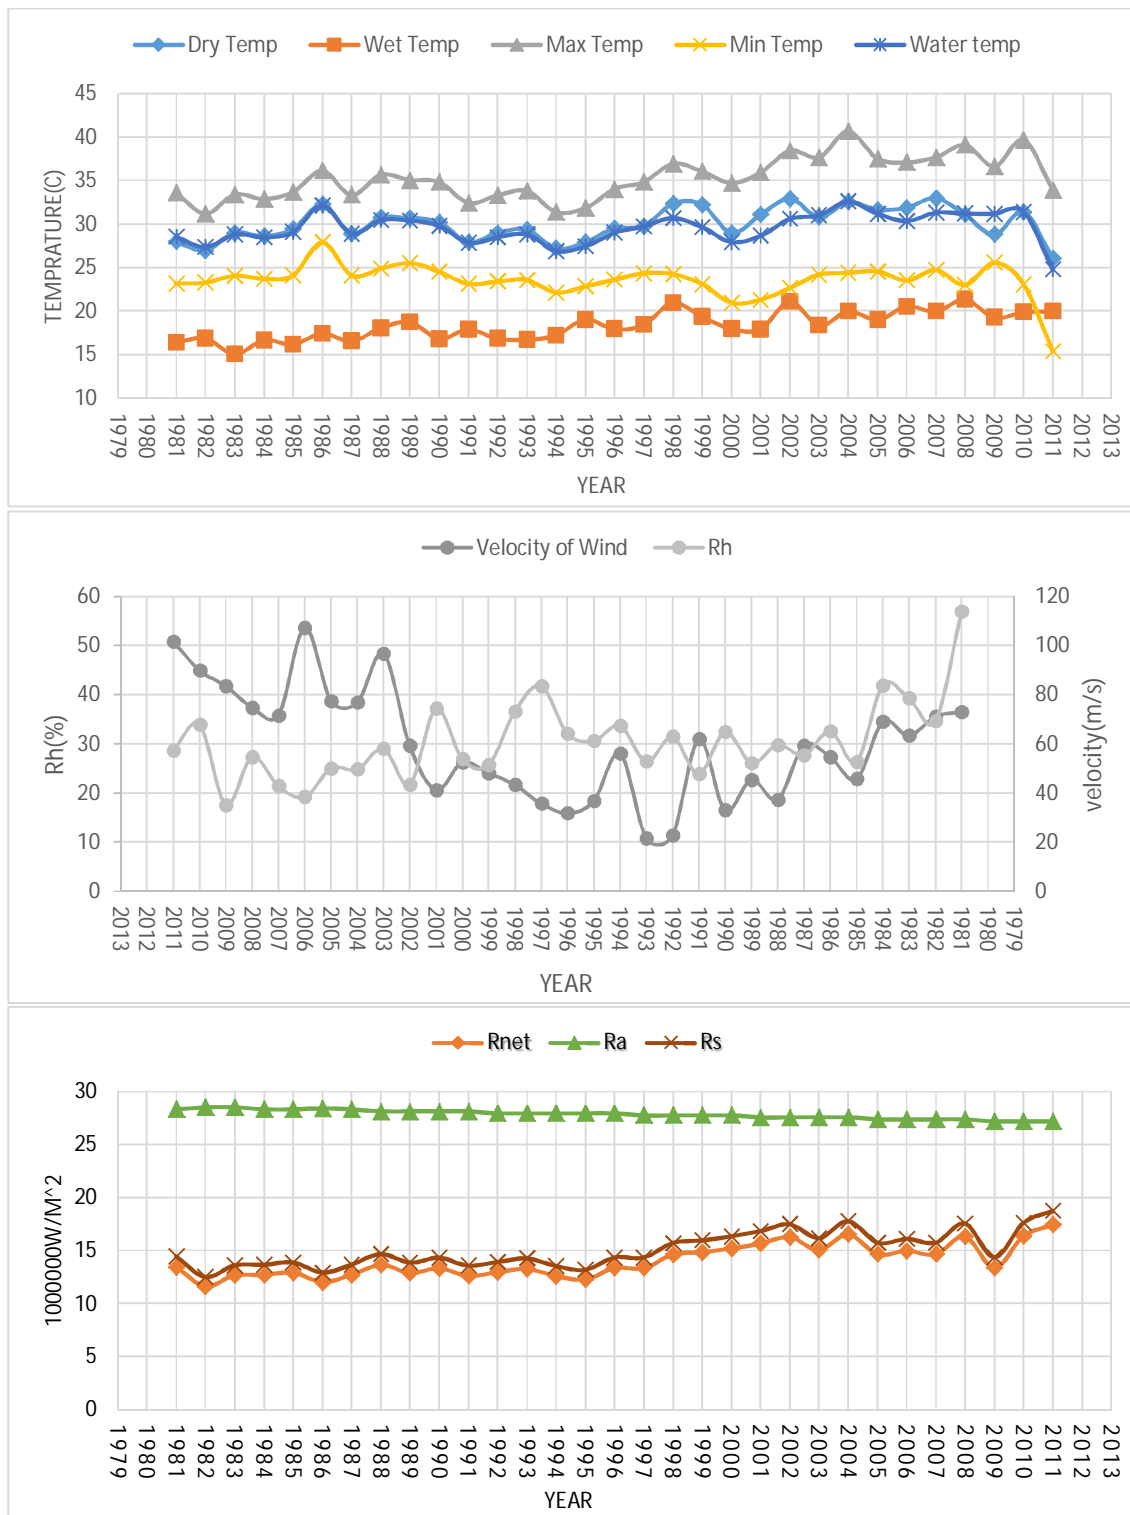 Dry Temp Wet Temp Max Temp Min Temp Water temp
TEMPRATURE(C)
45
40
35
30
25
20
15
10
1979 1980 1981 1982 1983 1984 1985 1986 1987 1988 1989 1990 1991 1992 1993 1994 1995 1996 1997 1998 1999 2000 2001 2002 2003 2004 2005 2006 2007 2008 2009 2010 2011 2012 2013
YEAR
Velocity of Wind Rh
Rh(%)
60
50
40
30
20
10
0
120
100
80
60
40
20
0
velocity(m/s)
2013 2012 2011 2010 2009 2008 2007 2006 2005 2004 2003 2002 2001 2000 1999 1998 1997 1996 1995 1994 1993 1992 1991 1990 1989 1988 1987 1986 1985 1984 1983 1982 1981 1980 1979
YEAR
Rnet Ra Rs
1000000W/M^2
30
25
20
15
10
5
0
1979 1980 1981 1982 1983 1984 1985 1986 1987 1988 1989 1990 1991 1992 1993 1994 1995 1996 1997 1998 1999 2000 2001 2002 2003 2004 2005 2006 2007 2008 2009 2010 2011 2012 2013
YEAR